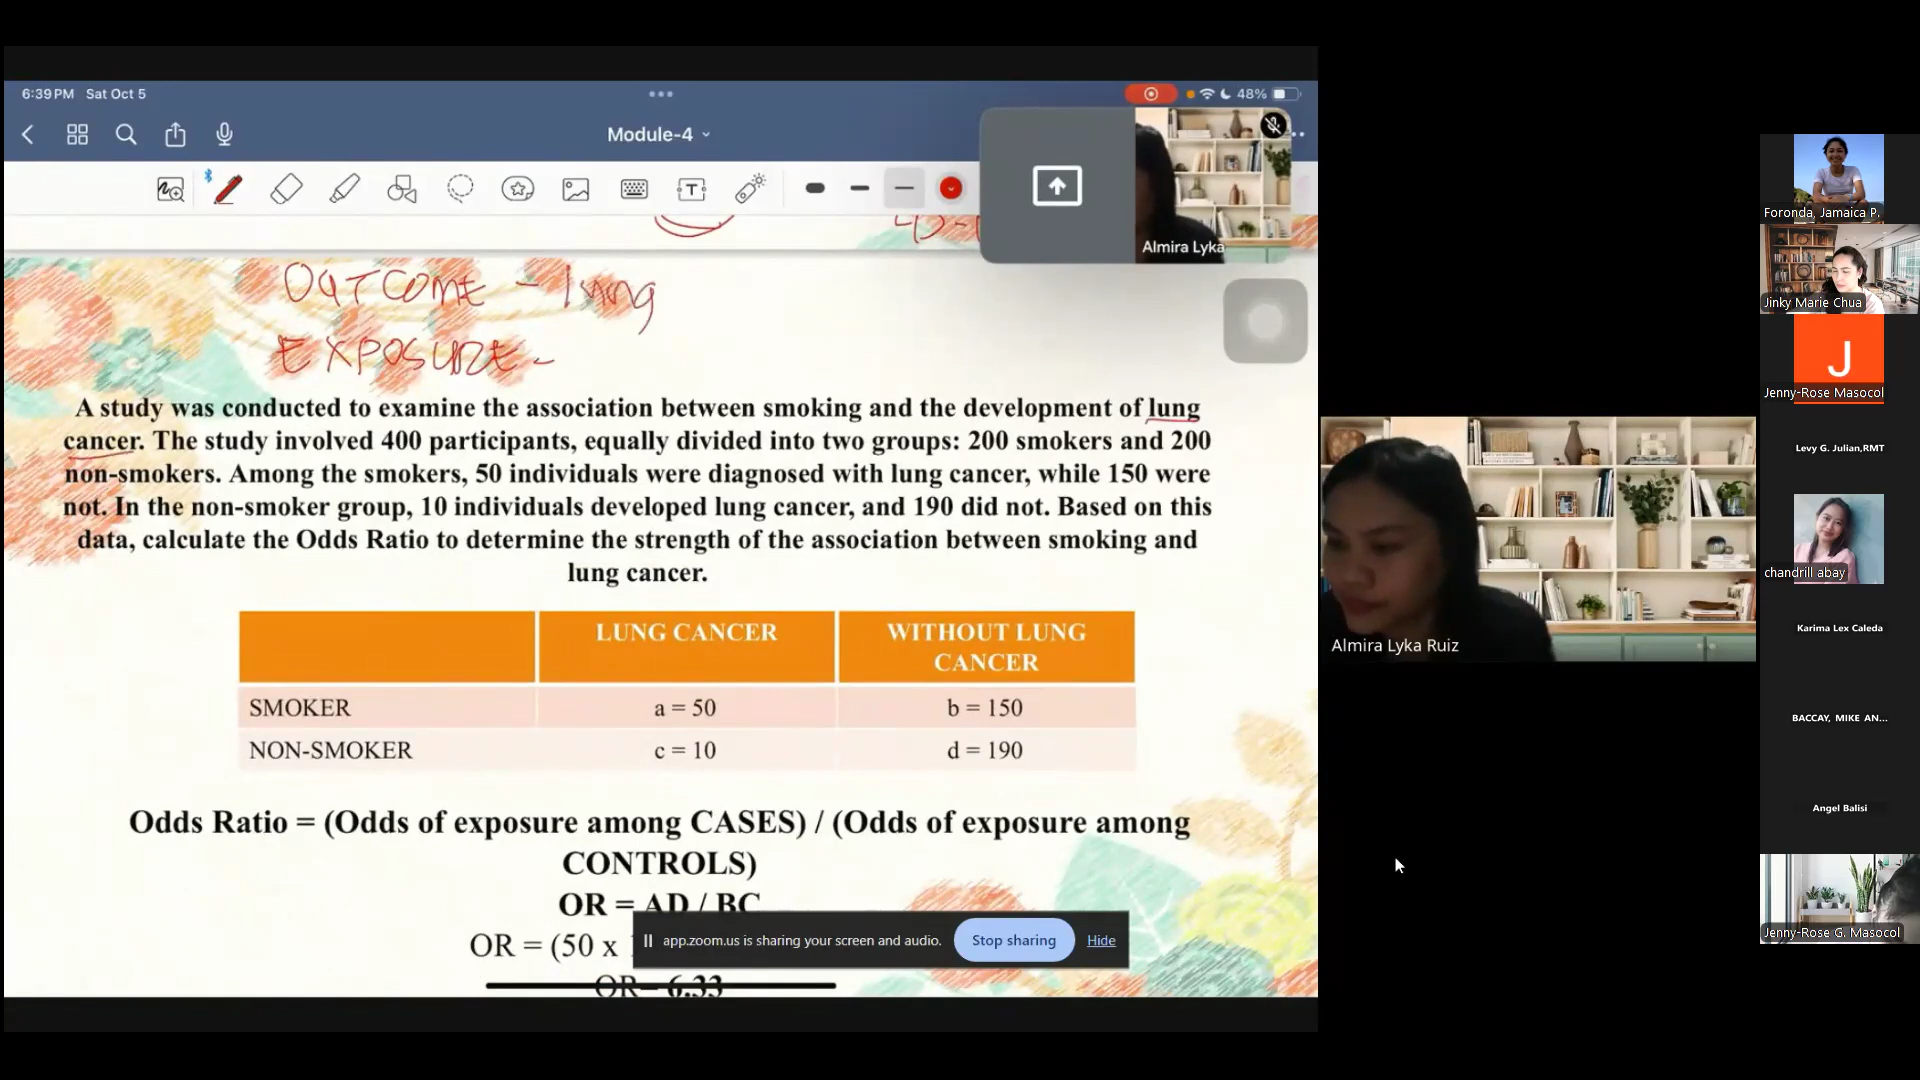 6:39 PM Sat Oct 5
48%
Module-4
Almira Lyka
OUTCOME - lung
EXPOSURE -
A study was conducted to examine the association between smoking and the development of lung
cancer. The study involved 400 participants, equally divided into two groups: 200 smokers and 200
non-smokers. Among the smokers, 50 individuals were diagnosed with lung cancer, while 150 were
not. In the non-smoker group, 10 individuals developed lung cancer, and 190 did not. Based on this
data, calculate the Odds Ratio to determine the strength of the association between smoking and
lung cancer.
LUNG CANCER
WITHOUT LUNG
CANCER
SMOKER a = 50 b = 150
NON-SMOKER c = 10 d = 190
Odds Ratio = (Odds of exposure among CASES) / (Odds of exposure among
CONTROLS)
OR = AD / BC
OR = (50 x
OR= 6.33
app.zoom.us is sharing your screen and audio.
Stop sharing
Hide
Almira Lyka Ruiz
Foronda, Jamaica P.
Jinky Marie Chua
J
Jenny-Rose Masocol
Levy G. Julian,RMT
chandrill abay
Karima Lex Caleda
BACCAY, MIKE AN...
Angel Balisi
Jenny-Rose G. Masocol